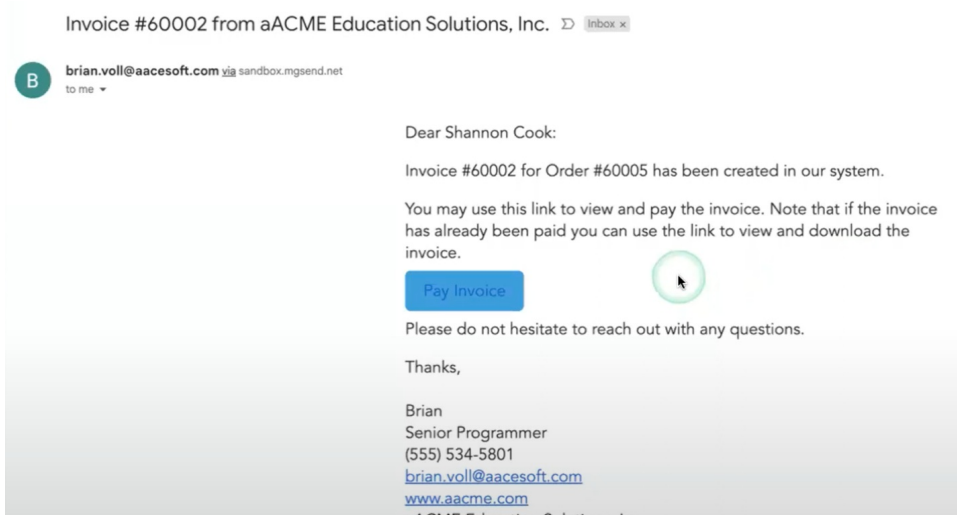 Invoice #60002 from aACME Education Solutions, Inc. Inbox ×
B
brian.voll@aacesoft.com via sandbox.mgsend.net
to me
Dear Shannon Cook:
Invoice #60002 for Order #60005 has been created in our system.
You may use this link to view and pay the invoice. Note that if the invoice
has already been paid you can use the link to view and download the
invoice.
Pay Invoice
Please do not hesitate to reach out with any questions.
Thanks,
Brian
Senior Programmer
(555) 534-5801
brian.voll@aacesoft.com
www.aacme.com